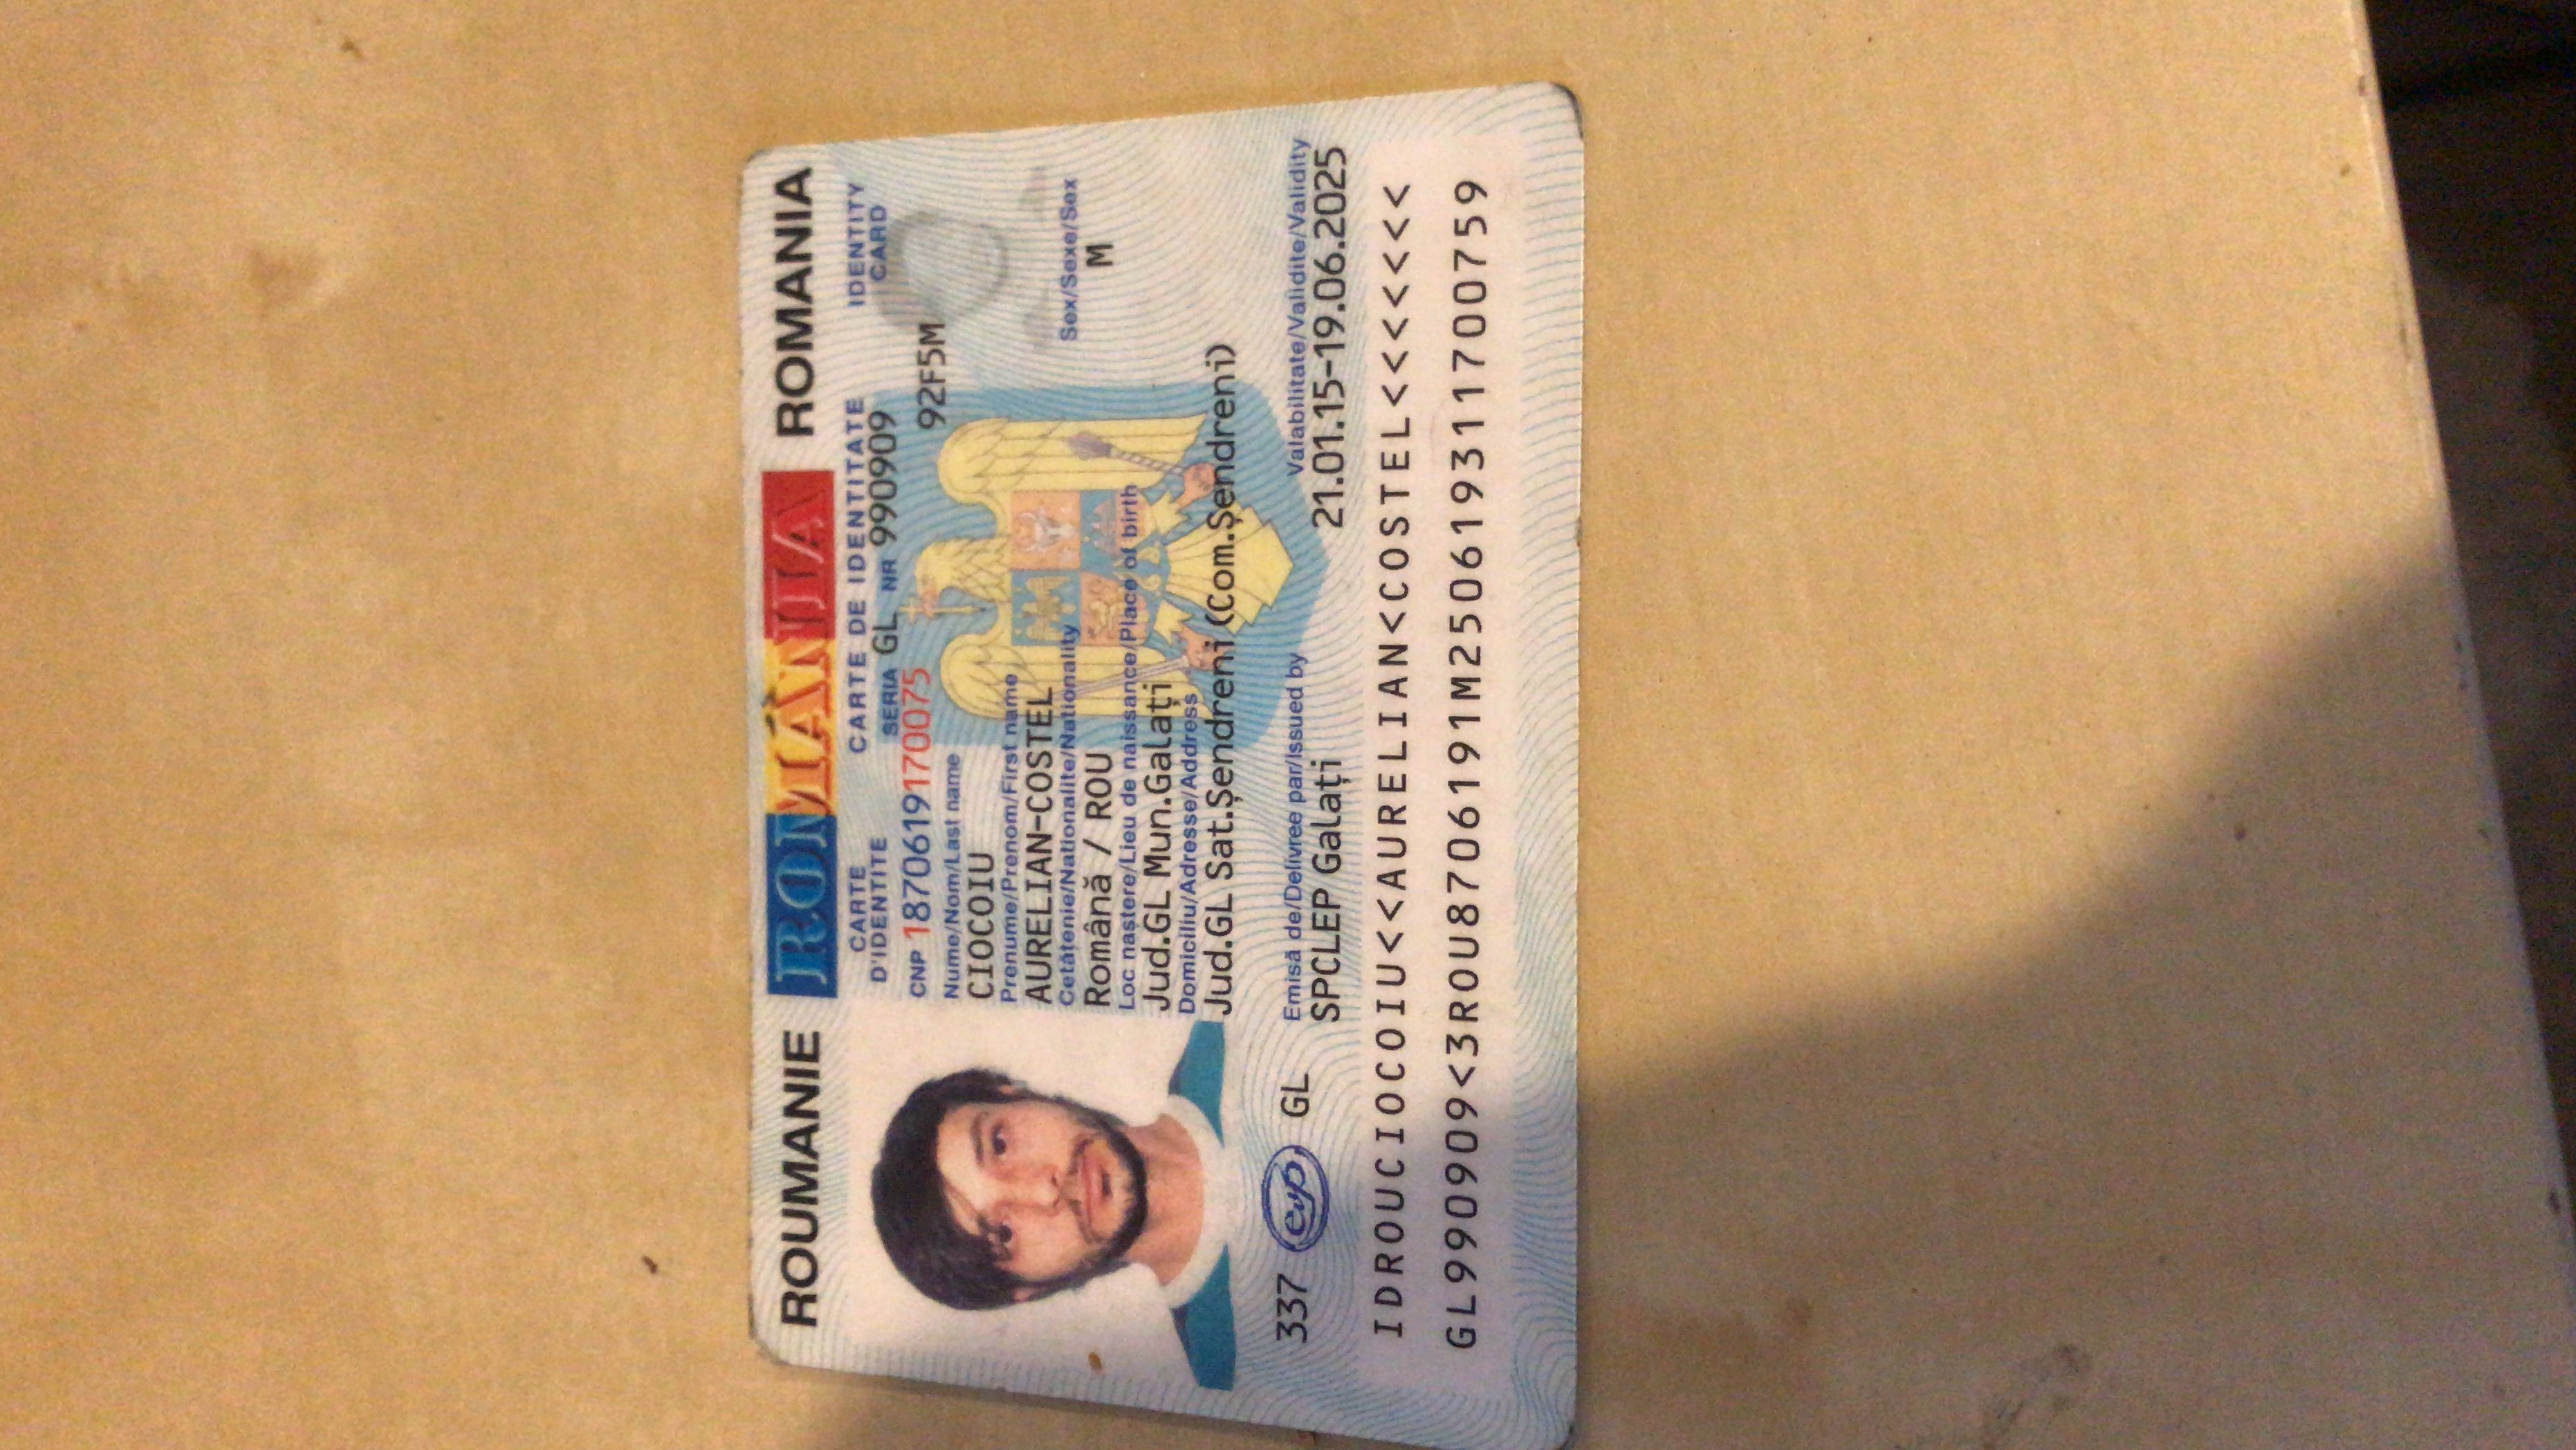 ROUMANIE ROMÂNIA ROMANIA
CARTE D'IDENTITE CARTE DE IDENTITATE IDENTITY CARD
SERIA GL NR 990909
CNP 1870619170075
92F5M
Nume/Nom/Last name
CIOCOIU
Prenume/Prenom/First name
AURELIAN-COSTEL
Cetăţenie/Nationalite/Nationality
Română / ROU
Sex/Sexe/Sex
M
Loc nastere/Lieu de naissance/Place of birth
Jud.GL Mun.Galați
Domiciliu/Adresse/Address
Jud.GL Sat.Șendreni (Com.Șendreni)
337 evp GL
Emisă de/Delivree par/Issued by
SPCLEP Galați
Valabilitate/Validite/Validity
21.01.15-19.06.2025
IDROUCIOCOIU<<AURELIAN<COSTEL<<<<<<<
GL990909<3ROU8706191M250619311700759